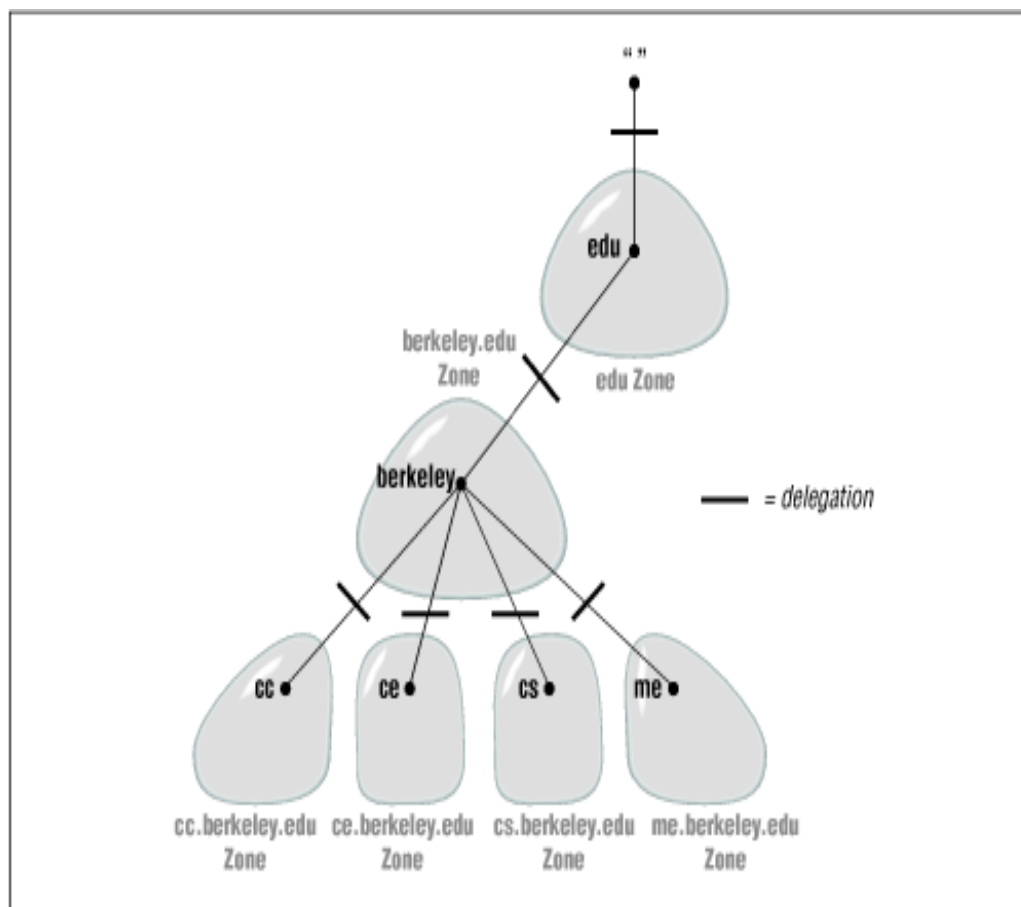 “ ”
edu
berkeley.edu
Zone
edu Zone
berkeley
= delegation
cc
ce
cs
me
cc.berkeley.edu
Zone
ce.berkeley.edu
Zone
cs.berkeley.edu
Zone
me.berkeley.edu
Zone